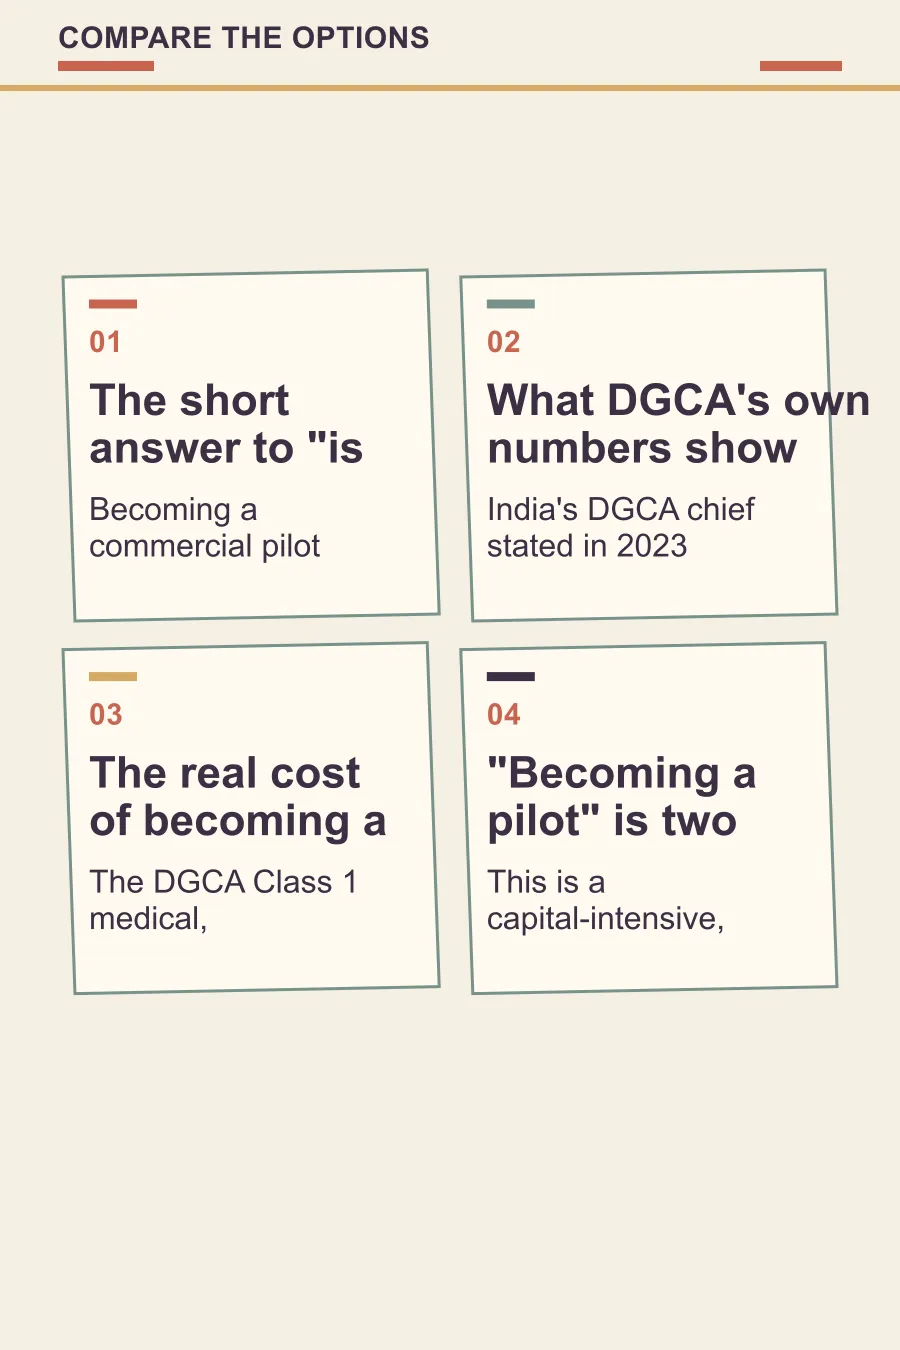 COMPARE THE OPTIONS
01
The short
answer to "is
Becoming a
commercial pilot
02
What DGCA's own
numbers show
India's DGCA chief
stated in 2023
03
The real cost
of becoming a
The DGCA Class 1
medical,
04
"Becoming a
pilot" is two
This is a
capital-intensive,